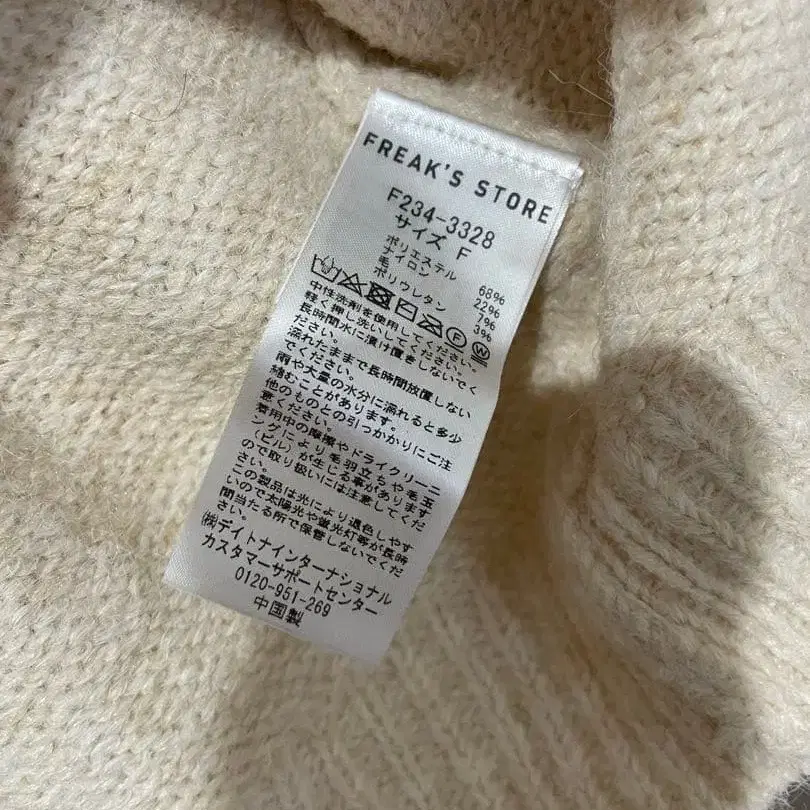 FREAK'S STORE
F234-3328
サイズ F
ポリエステル 68%
ナイロン 22%
毛 7%
ポリウレタン 3%
F W
中性洗剤を使用してください。
軽く押し洗いしてください。
長時間水に漬け置きしないでく
ださい。
濡れたままで長時間放置しない
でください。
雨や大量の水分に濡れると多少
縮むことがあります。
他のものとの引っかかりにご注
意ください。
着用中の摩擦やドライクリーニ
ングにより毛羽立ちや毛玉
(ピル)が生じる事があります
ので取り扱いには注意してくだ
さい。
この製品は光により退色しやす
いので太陽光や蛍光灯等が長時
間当たる所で保管しないでくだ
さい。
㈱デイトナインターナショナル
カスタマーサポートセンター
0120-951-269
中国製